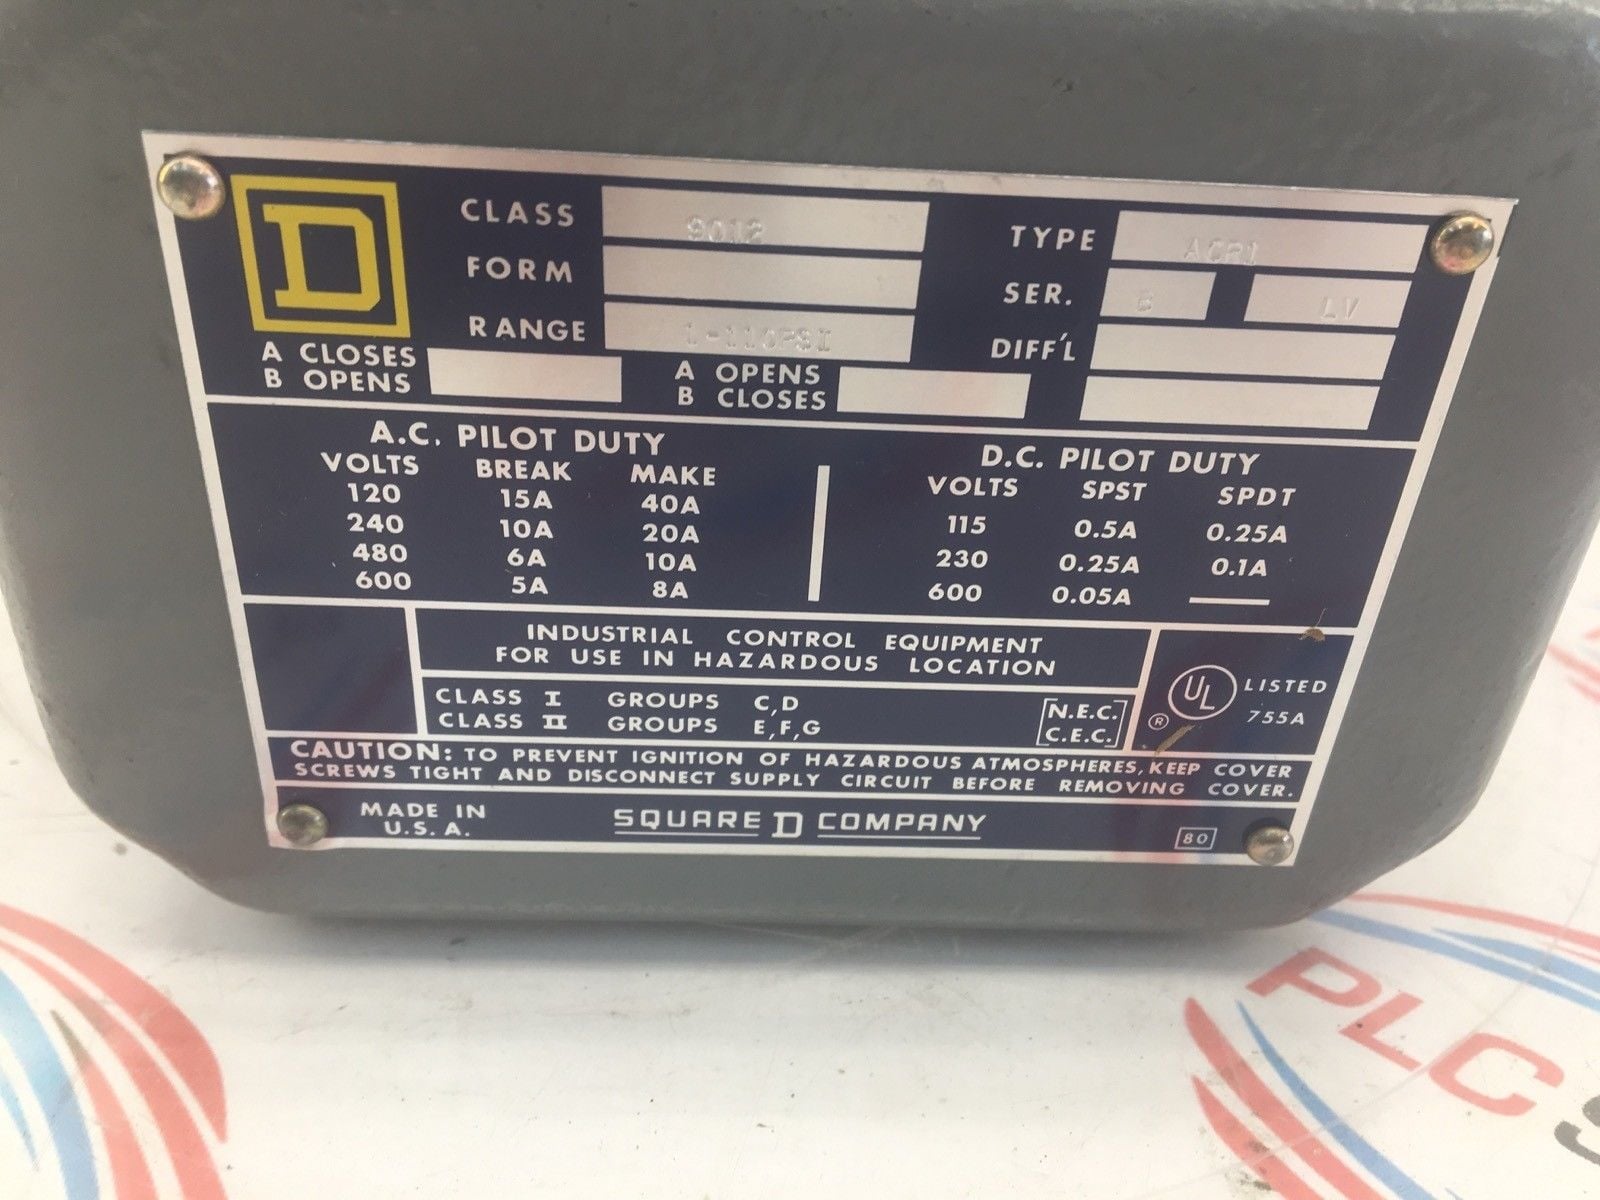 D
CLASS 9012
FORM
RANGE 1-110PSI
TYPE ACR1
SER. B LV
DIFF'L
A CLOSES
B OPENS
A OPENS
B CLOSES
A.C. PILOT DUTY
VOLTS BREAK MAKE
120 15A 40A
240 10A 20A
480 6A 10A
600 5A 8A
D.C. PILOT DUTY
VOLTS SPST SPDT
115 0.5A 0.25A
230 0.25A 0.1A
600 0.05A —
INDUSTRIAL CONTROL EQUIPMENT
FOR USE IN HAZARDOUS LOCATION
CLASS I GROUPS C,D
CLASS II GROUPS E,F,G
[N.E.C.]
[C.E.C.]
UL LISTED
® 755A
CAUTION: TO PREVENT IGNITION OF HAZARDOUS ATMOSPHERES, KEEP COVER
SCREWS TIGHT AND DISCONNECT SUPPLY CIRCUIT BEFORE REMOVING COVER.
MADE IN
U.S.A.
SQUARE D COMPANY
80
PLC S